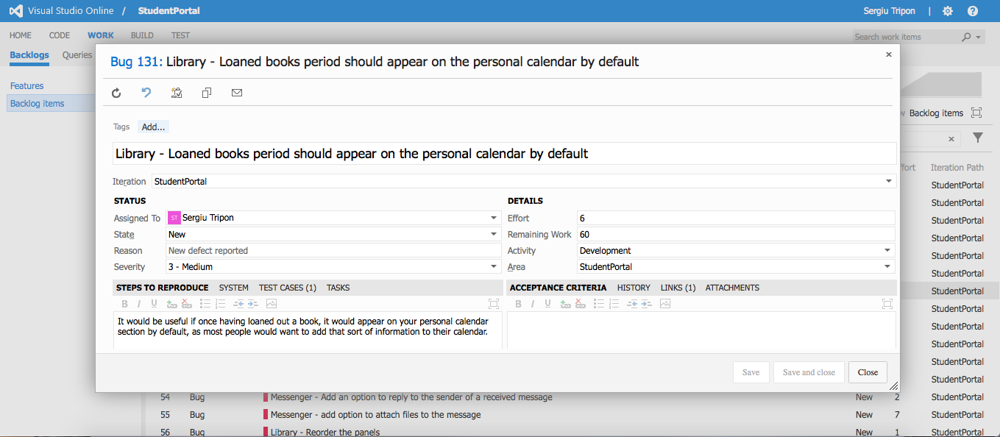 Visual Studio Online / StudentPortal Sergiu Tripon |
HOME CODE WORK BUILD TEST
Search work items
Backlogs Queries
Features
Backlog items
Bug 131: Library - Loaned books period should appear on the personal calendar by default
Tags Add...
Library - Loaned books period should appear on the personal calendar by default
Iteration StudentPortal
STATUS
Assigned To ST Sergiu Tripon
State New
Reason New defect reported
Severity 3 - Medium
DETAILS
Effort 6
Remaining Work 60
Activity Development
Area StudentPortal
STEPS TO REPRODUCE SYSTEM TEST CASES (1) TASKS
B I U
It would be useful if once having loaned out a book, it would appear on your personal calendar
section by default, as most people would want to add that sort of information to their calendar.
ACCEPTANCE CRITERIA HISTORY LINKS (1) ATTACHMENTS
B I U
Save Save and close Close
Backlog items
Iteration Path
StudentPortal
StudentPortal
StudentPortal
StudentPortal
StudentPortal
StudentPortal
StudentPortal
StudentPortal
StudentPortal
StudentPortal
StudentPortal
StudentPortal
54 Bug Messenger - Add an option to reply to the sender of a received message New 2 StudentPortal
55 Bug Messenger - add option to attach files to the message New 7 StudentPortal
56 Bug Library - Reorder the panels New 1 StudentPortal